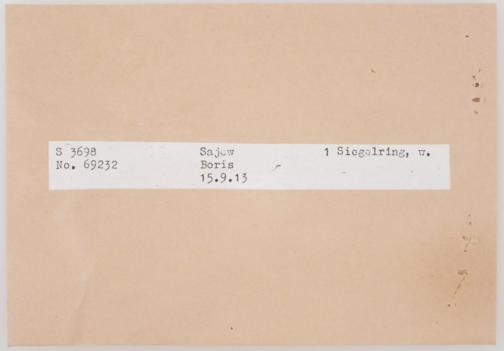 S 3698 Sajew 1 Siegelring, w.
No. 69232 Boris
15.9.13